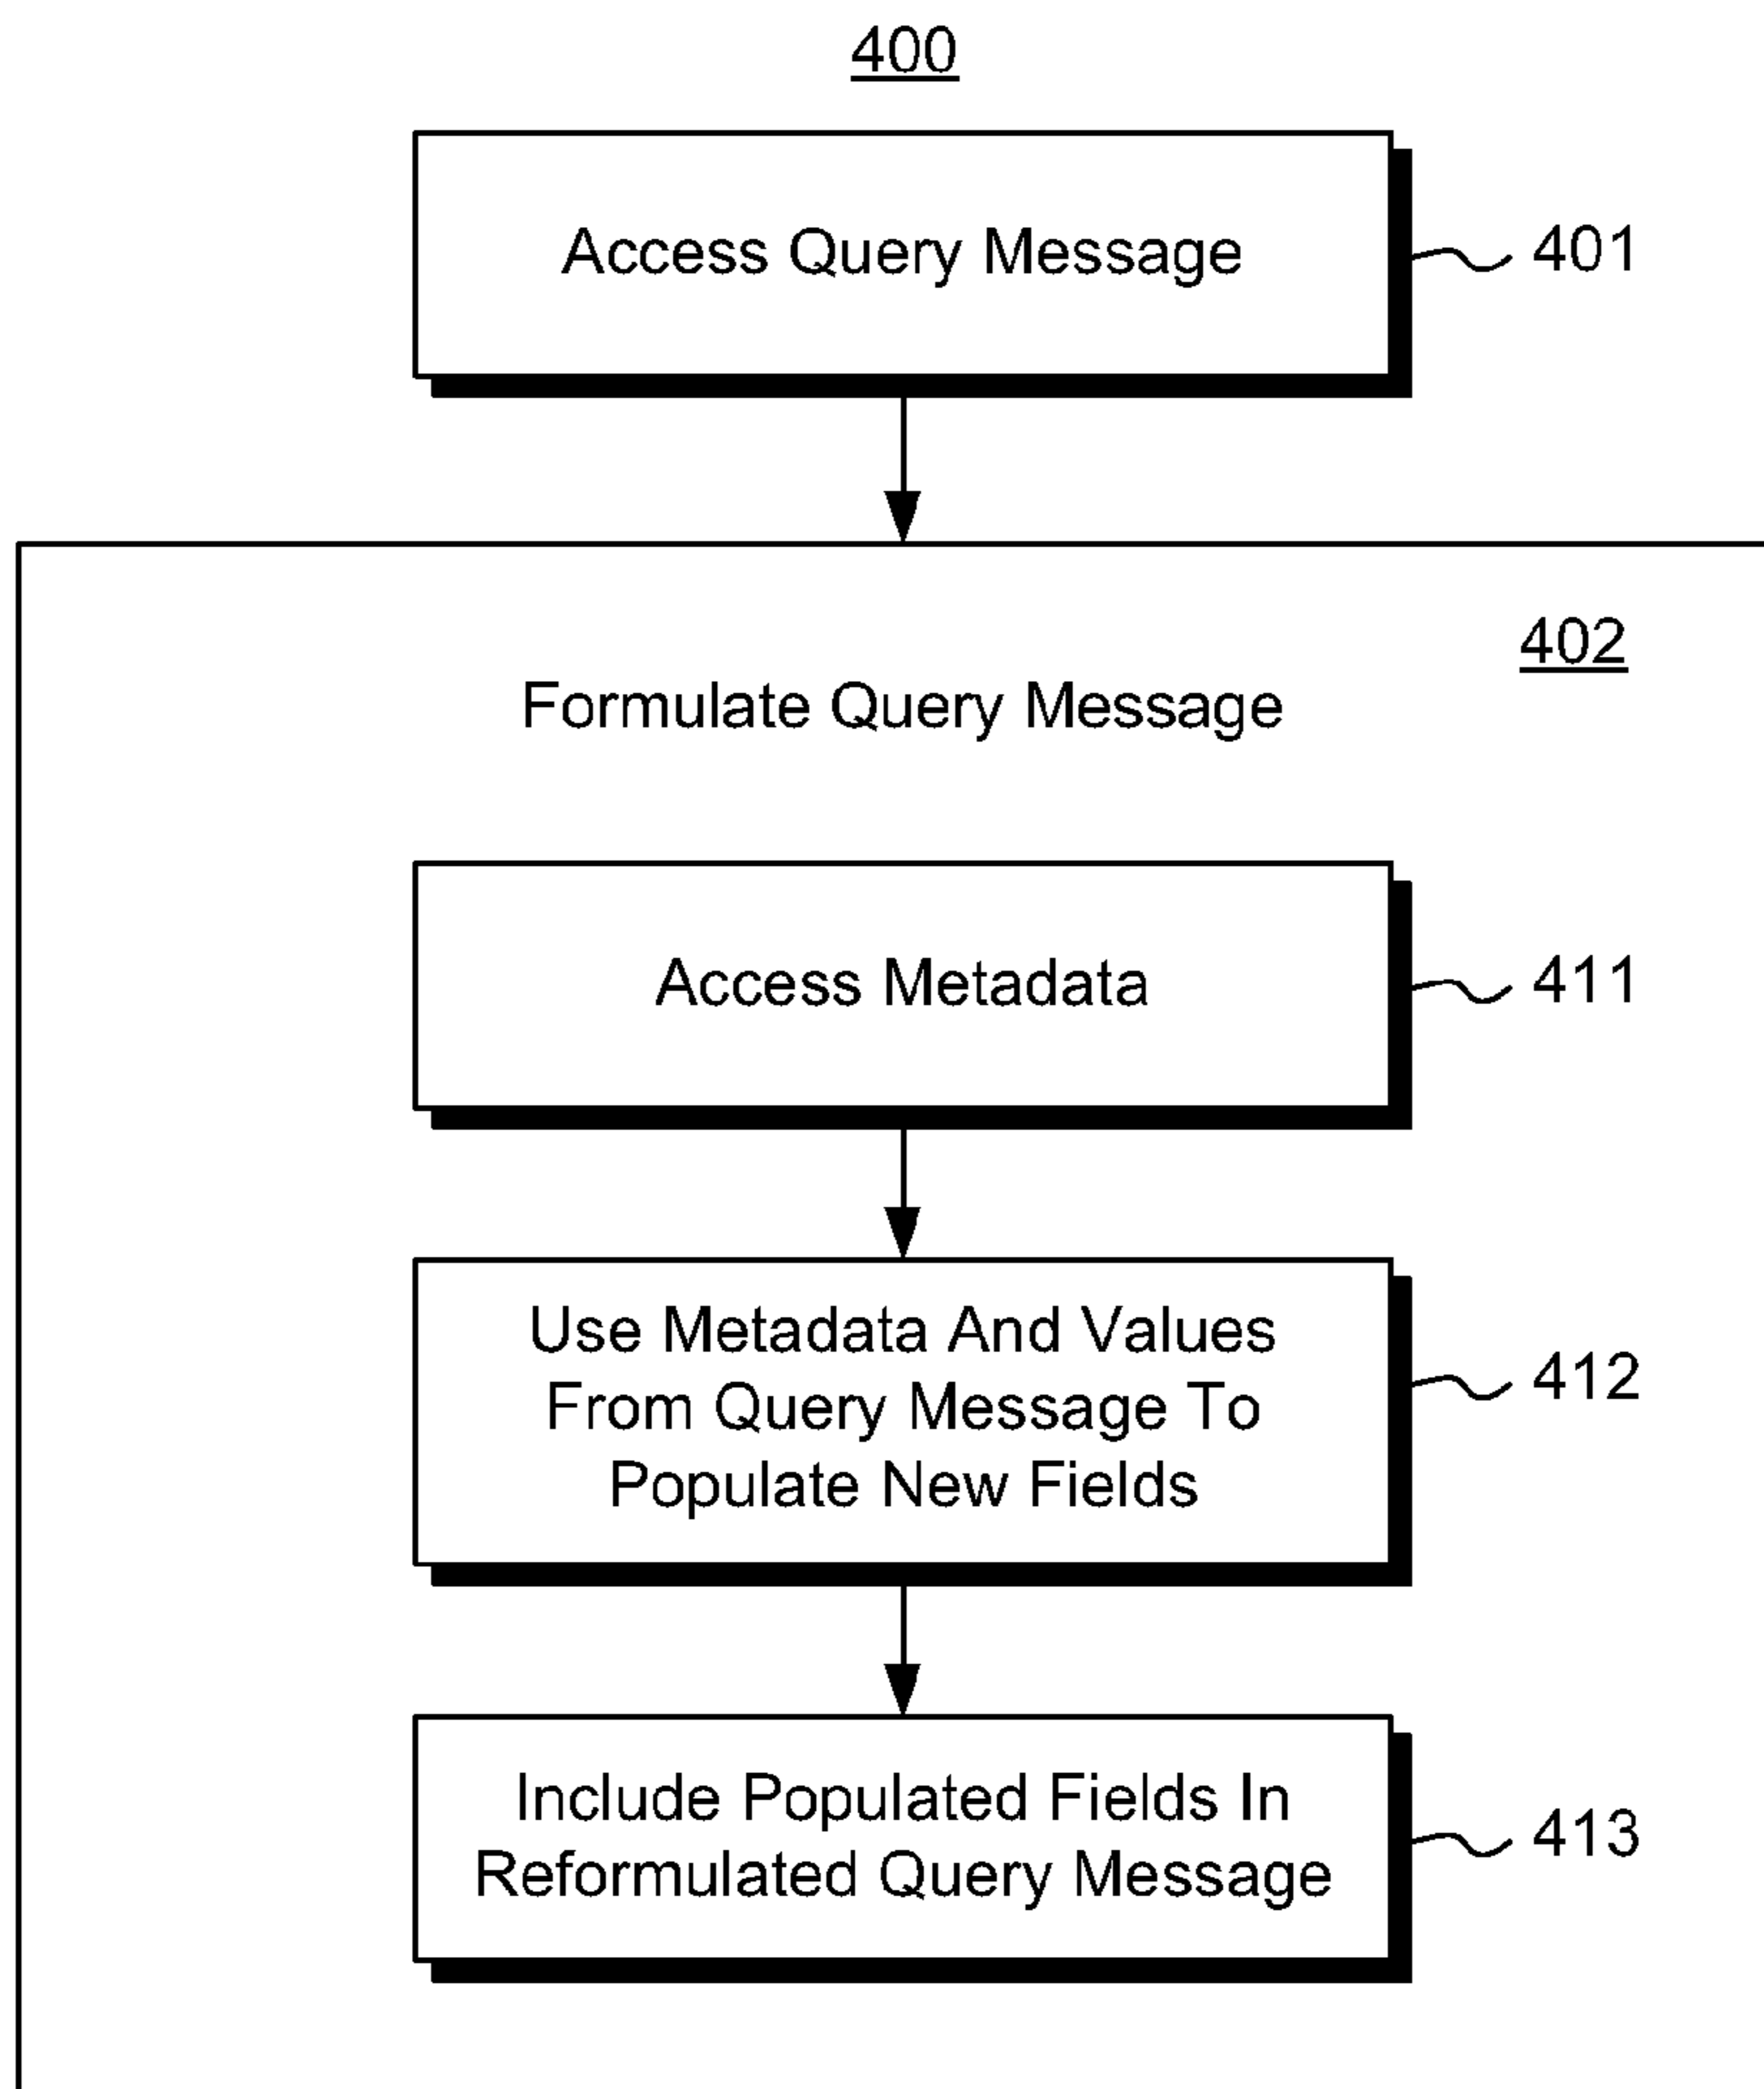 400
Access Query Message
401
402
Formulate Query Message
Access Metadata
411
Use Metadata And Values
From Query Message To
Populate New Fields
412
Include Populated Fields In
Reformulated Query Message
413